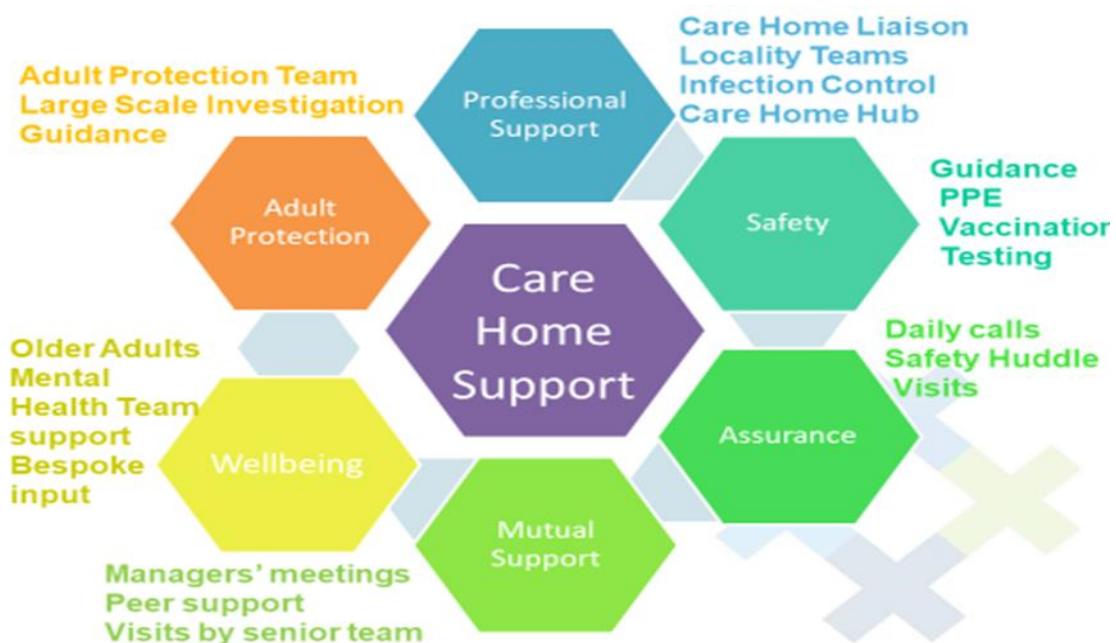 Care Home Liaison
Locality Teams
Infection Control
Care Home Hub
Professional
Support
Adult Protection Team
Large Scale Investigation
Guidance
Adult
Protection
Safety
Guidance
PPE
Vaccination
Testing
Care
Home
Support
Daily calls
Safety Huddle
Visits
Assurance
Older Adults
Mental
Health Team
support
Bespoke
input
Wellbeing
Mutual
Support
Managers' meetings
Peer support
Visits by senior team